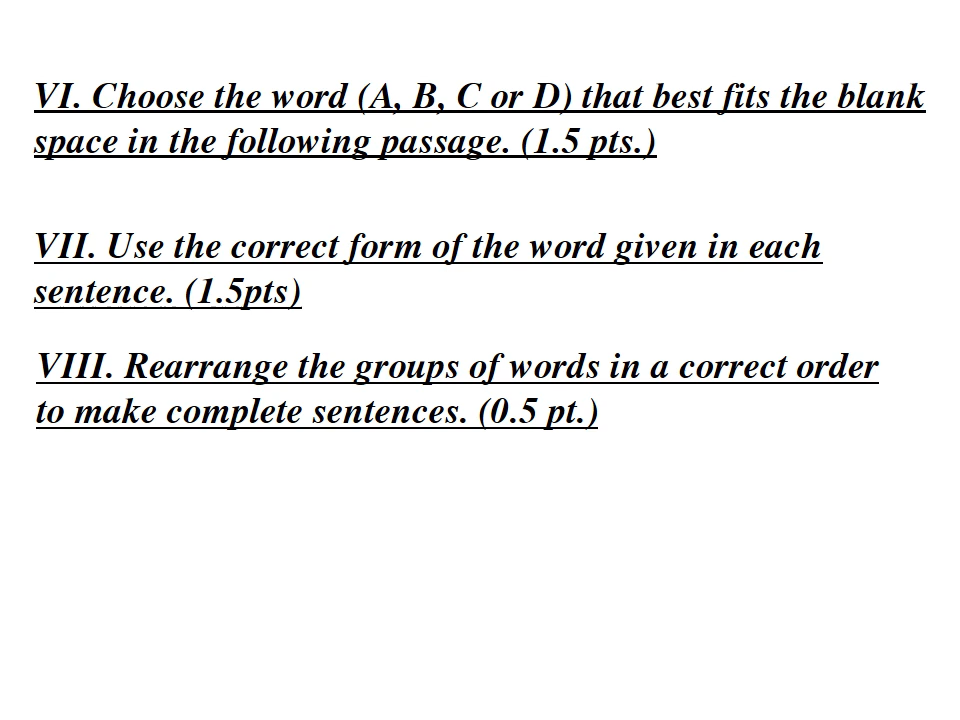 VI. Choose the word (A, B, C or D) that best fits the blank
space in the following passage. (1.5 pts.)
VII. Use the correct form of the word given in each
sentence. (1.5pts)
VIII. Rearrange the groups of words in a correct order
to make complete sentences. (0.5 pt.)